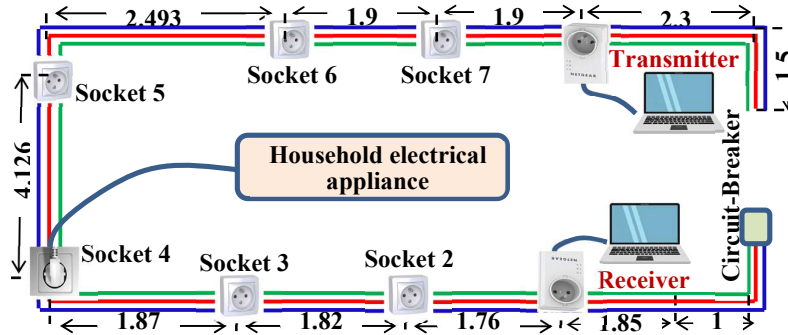 2.493
1.9
1.9
2.3
Socket 6
Socket 7
Transmitter
NETGEAR
1.5
Socket 5
4.126
Household electrical
appliance
Circuit-Breaker
Socket 4
Socket 3
Socket 2
NETGEAR
Receiver
1.87
1.82
1.76
1.85
1